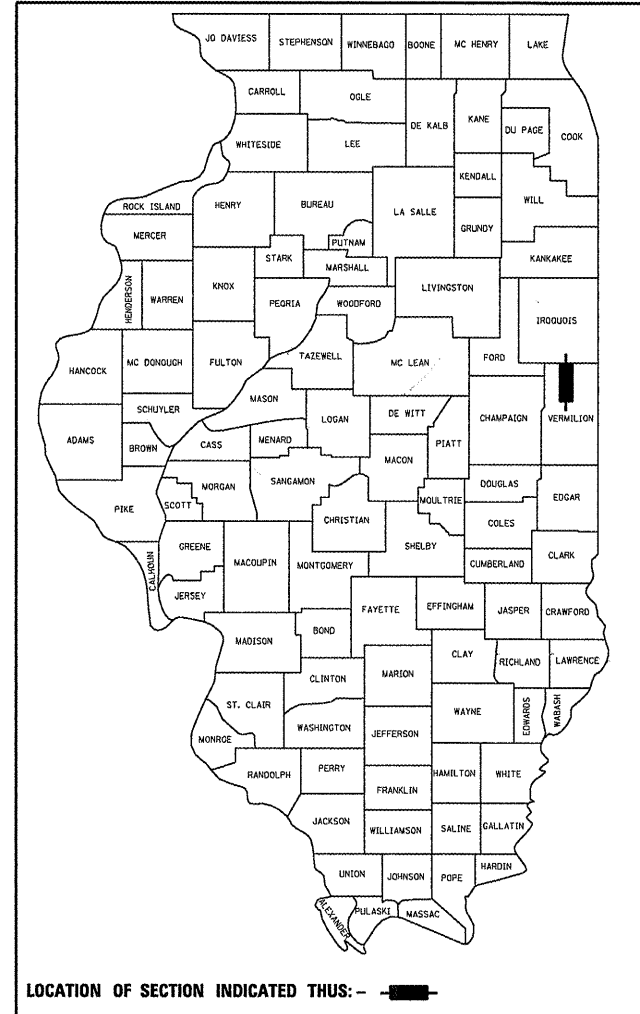 JO DAVIESS STEPHENSON WINNEBAGO BOONE MC HENRY LAKE
CARROLL OGLE DE KALB KANE DU PAGE COOK
WHITESIDE LEE KENDALL WILL
ROCK ISLAND HENRY BUREAU LA SALLE GRUNDY
MERCER PUTNAM KANKAKEE
HENDERSON WARREN KNOX STARK MARSHALL LIVINGSTON
PEORIA WOODFORD IROQUOIS
HANCOCK MC DONOUGH FULTON TAZEWELL MC LEAN FORD
SCHUYLER MASON LOGAN DE WITT CHAMPAIGN VERMILION
ADAMS BROWN CASS MENARD MACON PIATT
PIKE SCOTT MORGAN SANGAMON MOULTRIE DOUGLAS EDGAR
CHRISTIAN COLES
CALHOUN GREENE MACOUPIN MONTGOMERY SHELBY CUMBERLAND CLARK
JERSEY FAYETTE EFFINGHAM JASPER CRAWFORD
MADISON BOND
CLINTON MARION CLAY RICHLAND LAWRENCE
ST. CLAIR WASHINGTON JEFFERSON WAYNE EDWARDS WABASH
MONROE
RANDOLPH PERRY FRANKLIN HAMILTON WHITE
JACKSON WILLIAMSON SALINE GALLATIN
UNION JOHNSON POPE HARDIN
ALEXANDER PULASKI MASSAC
LOCATION OF SECTION INDICATED THUS: -